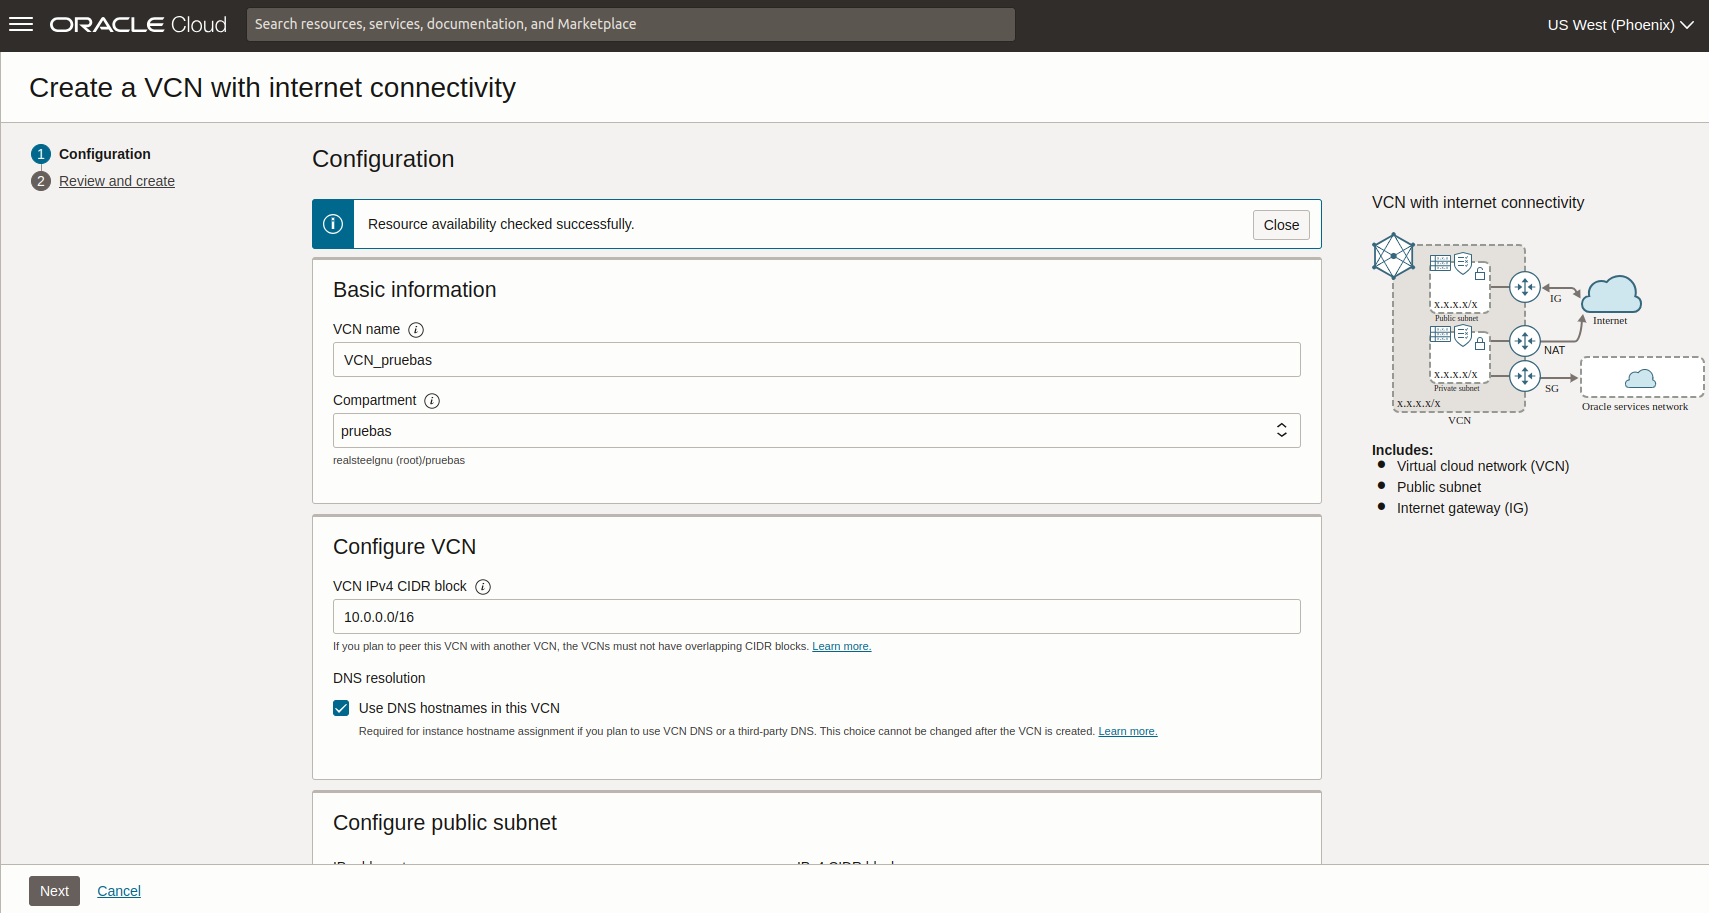 ORACLE Cloud
Search resources, services, documentation, and Marketplace
US West (Phoenix)
Create a VCN with internet connectivity
1 Configuration
2 Review and create
Configuration
Resource availability checked successfully.
Close
Basic information
VCN name
VCN_pruebas
Compartment
pruebas
realsteelgnu (root)/pruebas
Configure VCN
VCN IPv4 CIDR block
10.0.0.0/16
If you plan to peer this VCN with another VCN, the VCNs must not have overlapping CIDR blocks. Learn more.
DNS resolution
Use DNS hostnames in this VCN
Required for instance hostname assignment if you plan to use VCN DNS or a third-party DNS. This choice cannot be changed after the VCN is created. Learn more.
Configure public subnet
VCN with internet connectivity
x.x.x.x/x
Public subnet
IG
Internet
NAT
x.x.x.x/x
Private subnet
SG
x.x.x.x/x
VCN
Oracle services network
Includes:
Virtual cloud network (VCN)
Public subnet
Internet gateway (IG)
Next
Cancel